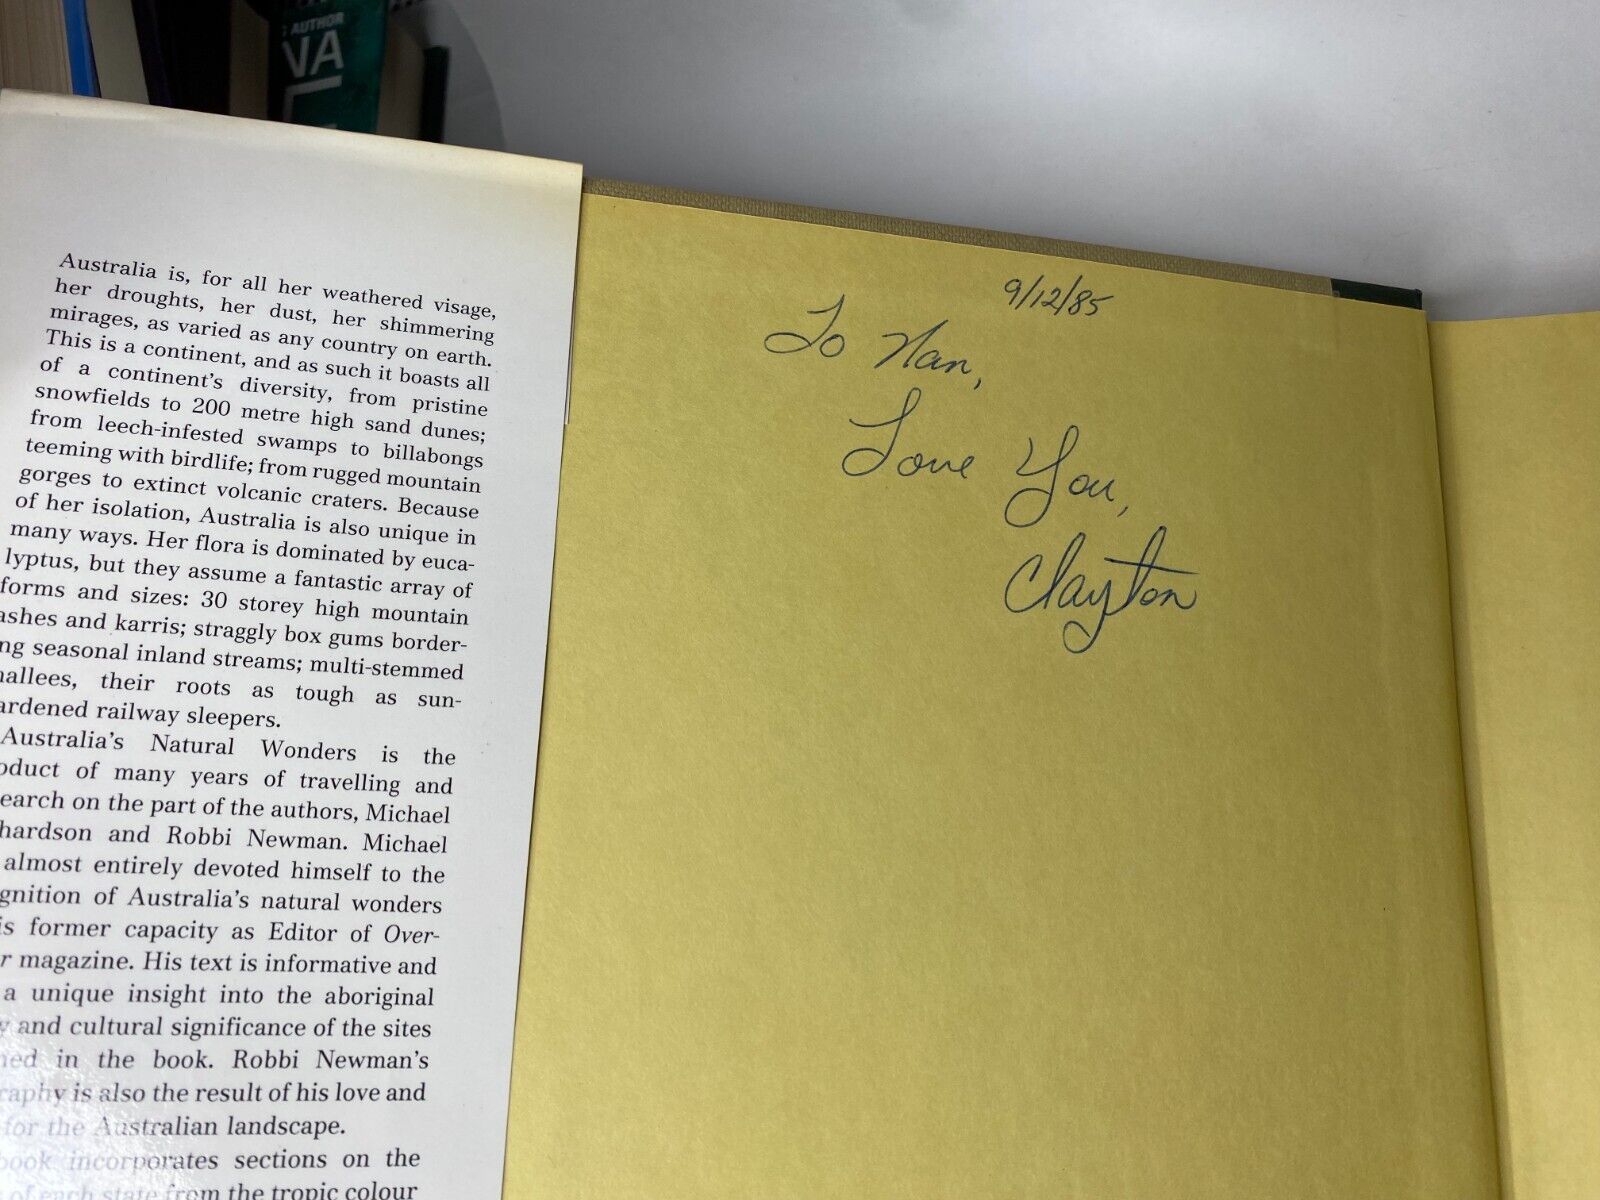 : AUTHOR
NA
Australia is, for all her weathered visage,
her droughts, her dust, her shimmering
mirages, as varied as any country on earth.
This is a continent, and as such it boasts all
of a continent's diversity, from pristine
snowfields to 200 metre high sand dunes;
from leech-infested swamps to billabongs
teeming with birdlife; from rugged mountain
gorges to extinct volcanic craters. Because
of her isolation, Australia is also unique in
many ways. Her flora is dominated by euca-
lyptus, but they assume a fantastic array of
forms and sizes: 30 storey high mountain
ashes and karris; straggly box gums border-
ng seasonal inland streams; multi-stemmed
allees, their roots as tough as sun-
ardened railway sleepers.
Australia's Natural Wonders is the
oduct of many years of travelling and
earch on the part of the authors, Michael
hardson and Robbi Newman. Michael
almost entirely devoted himself to the
gnition of Australia's natural wonders
is former capacity as Editor of Over-
r magazine. His text is informative and
a unique insight into the aboriginal
y and cultural significance of the sites
ned in the book. Robbi Newman's
raphy is also the result of his love and
for the Australian landscape.
book incorporates sections on the
of each state from the tropic colour
9/12/85
To Nan,
Love You,
Clayton